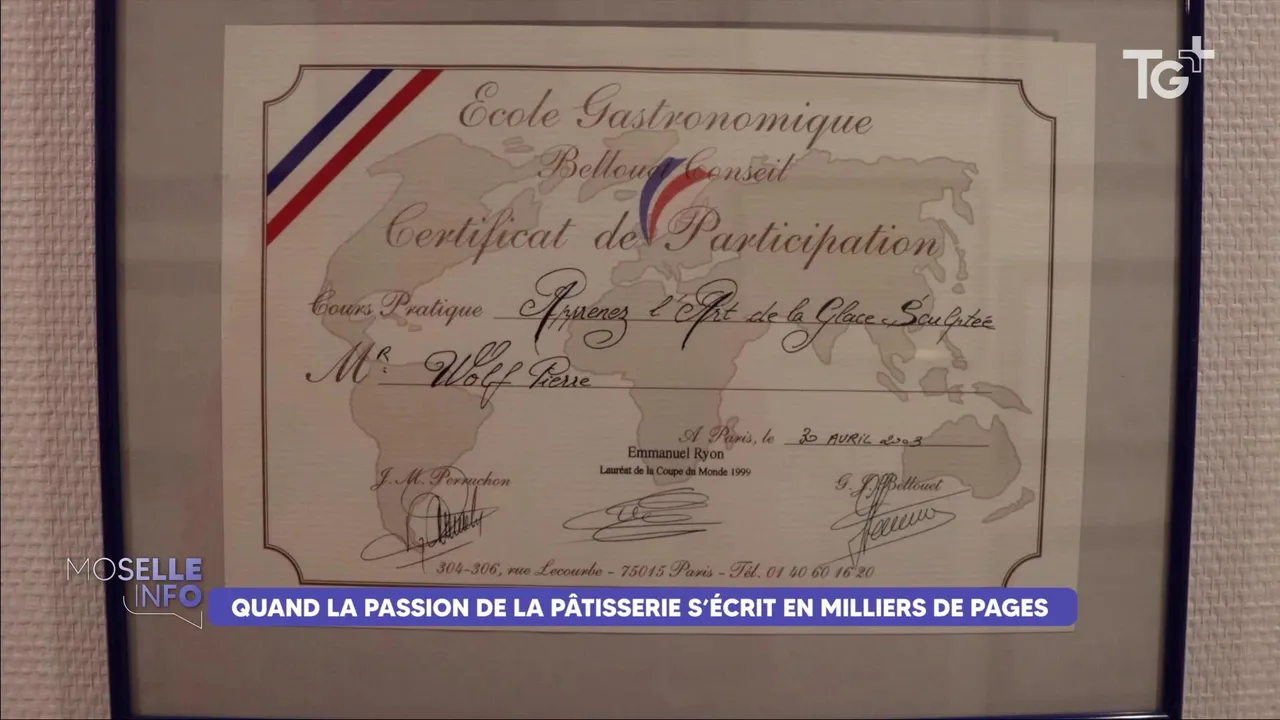 TG+
Ecole Gastronomique
Bellouet Conseil
Certificat de Participation
Cours Pratique Apprenez l'Art de la Glace Sculptée
Mr Wolff Pierre
A Paris, le 30 AVRIL 2003
Emmanuel Ryon
Lauréat de la Coupe du Monde 1999
J.M. Perruchon
G.J. Bellouet
304-306, rue Lecourbe - 75015 Paris - Tél. 01 40 60 16 20
MOSELLE
INFO
QUAND LA PASSION DE LA PÂTISSERIE S'ÉCRIT EN MILLIERS DE PAGES